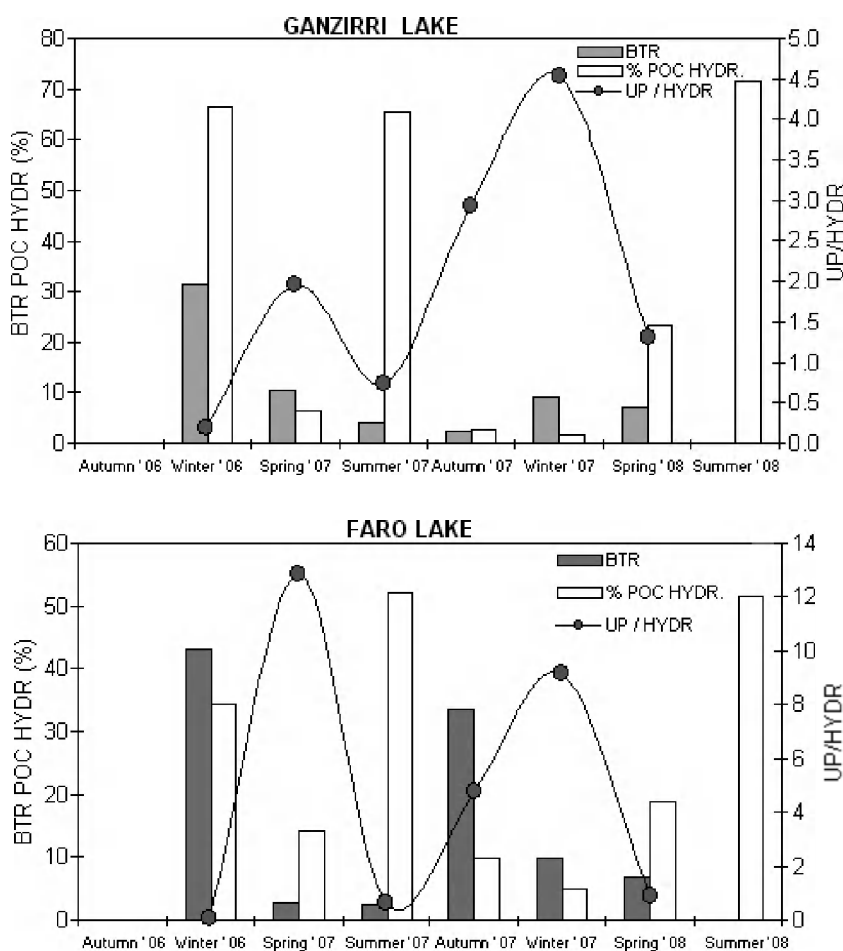 GANZIRRI LAKE
80
70
60
50
40
30
20
10
0
BTR POC HYDR (%)
BTR
% POC HYDR.
UP / HYDR
5.0
4.5
4.0
3.5
3.0
2.5
2.0
1.5
1.0
0.5
0.0
UP/HYDR
Autumn '06 Winter '06 Spring '07 Summer '07 Autumn '07 Winter '07 Spring '08 Summer '08
FARO LAKE
60
50
40
30
20
10
0
BTR POC HYDR (%)
BTR
% POC HYDR.
UP / HYDR
14
12
10
8
6
4
2
0
UP/HYDR
Autumn '06 Winter '06 Spring '07 Summer '07 Autumn '07 Winter '07 Spring '08 Summer '08